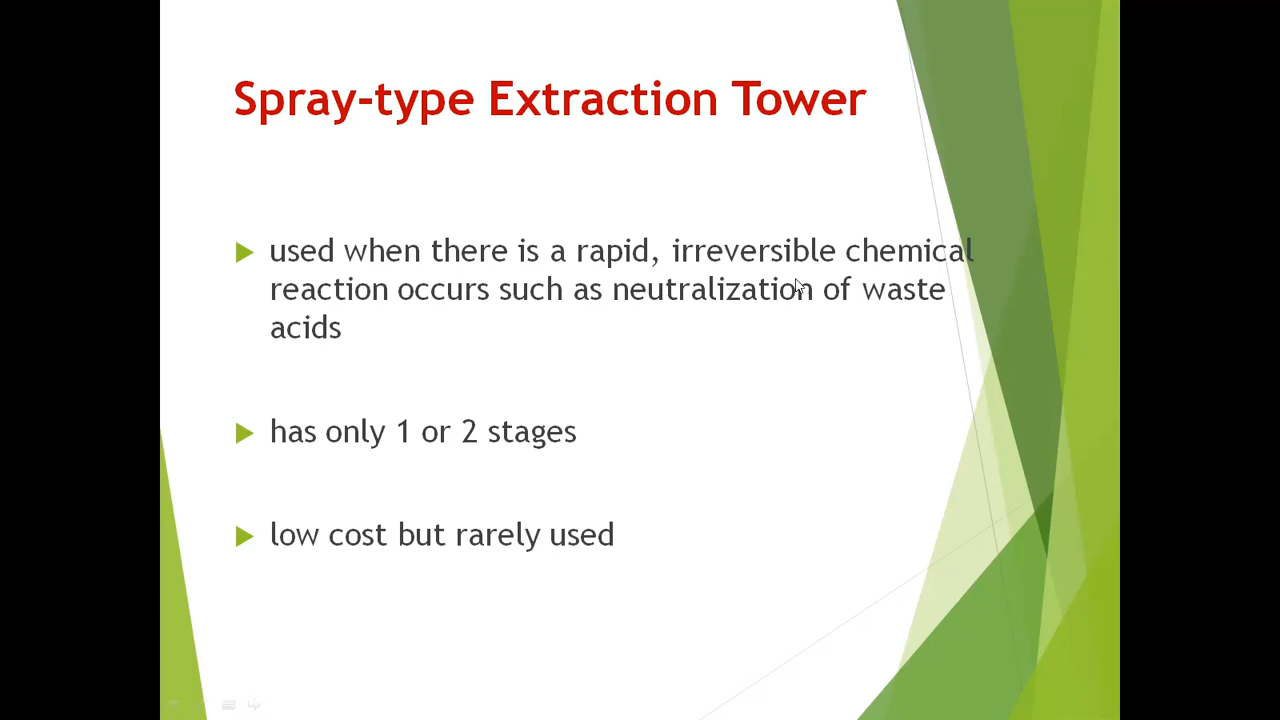 Spray-type Extraction Tower
used when there is a rapid, irreversible chemical
reaction occurs such as neutralization of waste
acids
has only 1 or 2 stages
low cost but rarely used